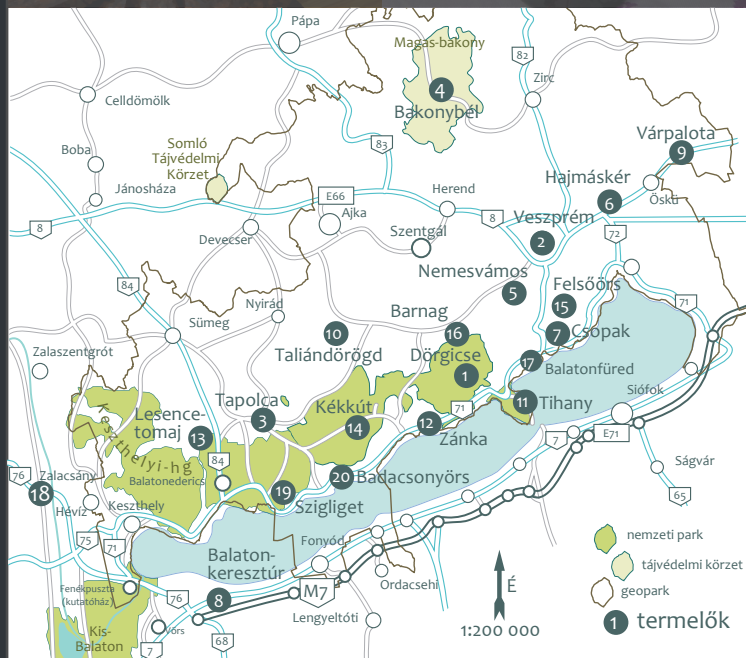 Pápa
Magas-bakony
82
4
Zirc
Bakonybél
Celldömölk
Várpalota
Somló
Tájvédelmi
Körzet
83
9
Boba
Hajmáskér
Jánosháza
E66
Herend
6
Öskü
Ajka
8
Veszprém
8
Szentgál
2
72
Devecser
Nemesvámos
84
Felsőörs
5
71
Nyirád
Barnag
15
Sümeg
10
16
7
Csopak
Zalaszentgrót
Taliándörögd
Dörgicse
17
Balatonfüred
1
Siófok
Tapolca
Kékkút
71
11
Tihany
Lesence-
tomaj
3
12
13
14
Zánka
E71
7
Keszthelyi-hg
84
Ságvár
76
Zalacsány
Balatonederics
20
Badacsonyörs
18
19
65
Hévíz
Keszthely
Szigliget
75
Fonyód
nemzeti park
71
Balaton-
keresztúr
tájvédelmi körzet
Fenékpuszta
(kutatóház)
Ordacsehi
É
76
8
M7
geopark
Kis-
Balaton
Vörs
Lengyeltóti
1:200 000
1
termelők
7
68